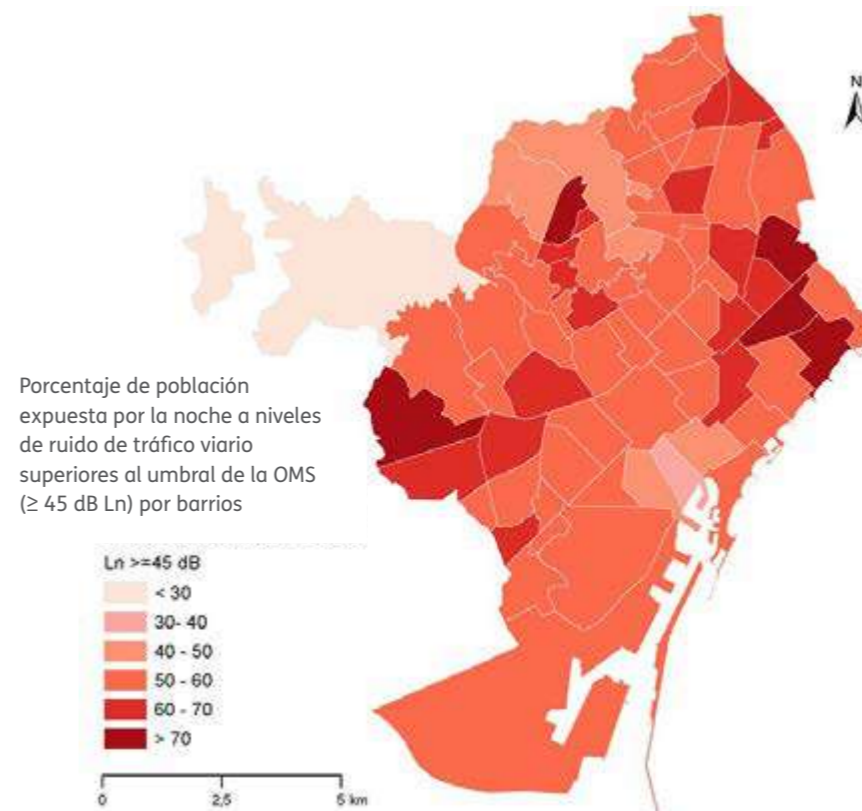 N
Porcentaje de población
expuesta por la noche a niveles
de ruido de tráfico viario
superiores al umbral de la OMS
(≥ 45 dB Ln) por barrios
Ln >=45 dB
< 30
30- 40
40 - 50
50 - 60
60 - 70
> 70
0 2,5 5 km